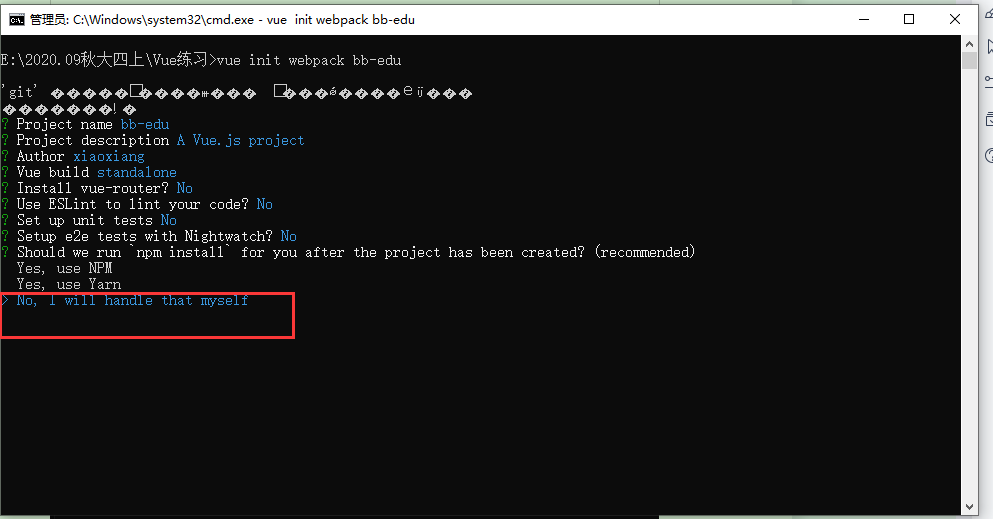 管理员: C:\Windows\system32\cmd.exe - vue  init webpack bb-edu
E:\2020.09秋大四上\Vue练习>vue init webpack bb-edu
'git'
? Project name bb-edu
? Project description A Vue.js project
? Author xiaoxiang
? Vue build standalone
? Install vue-router? No
? Use ESLint to lint your code? No
? Set up unit tests No
? Setup e2e tests with Nightwatch? No
? Should we run `npm install` for you after the project has been created? (recommended)
Yes, use NPM
Yes, use Yarn
> No, I will handle that myself